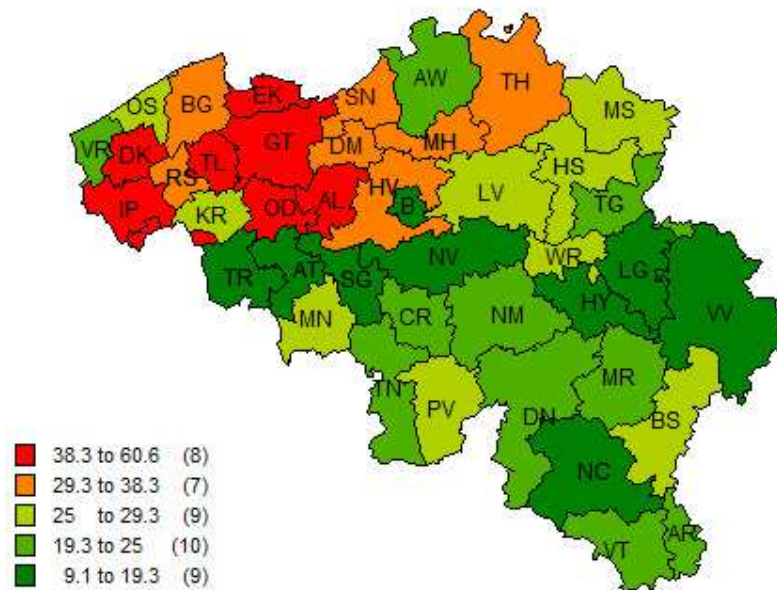 AW
TH
EK
SN
OS
BG
MS
GT
DM
MH
VR
DK
TL
HS
RS
HV
LV
IP
KR
OD
AL
B
TG
NV
WR
LG
TR
AT
SG
HY
VV
MN
CR
NM
MR
TN
PV
DN
BS
NC
VT
AR
38.3 to 60.6 (8)
29.3 to 38.3 (7)
25 to 29.3 (9)
19.3 to 25 (10)
9.1 to 19.3 (9)